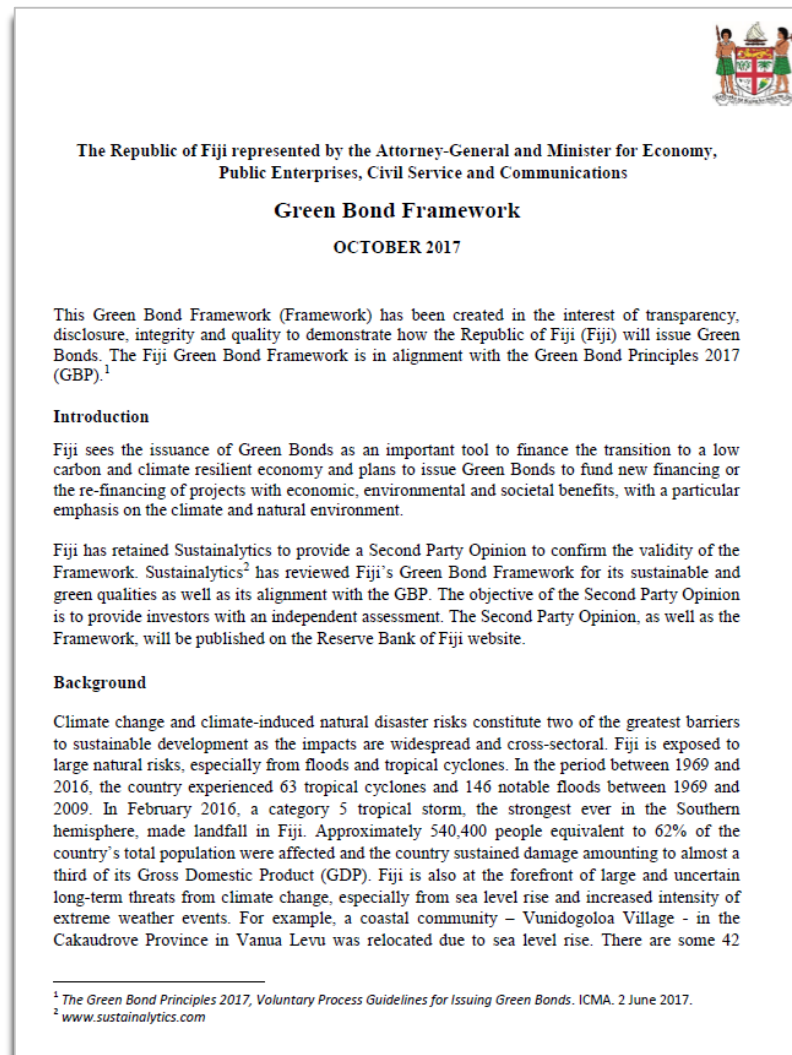 The Republic of Fiji represented by the Attorney-General and Minister for Economy,
Public Enterprises, Civil Service and Communications
Green Bond Framework
OCTOBER 2017
This Green Bond Framework (Framework) has been created in the interest of transparency,
disclosure, integrity and quality to demonstrate how the Republic of Fiji (Fiji) will issue Green
Bonds. The Fiji Green Bond Framework is in alignment with the Green Bond Principles 2017
(GBP).1
Introduction
Fiji sees the issuance of Green Bonds as an important tool to finance the transition to a low
carbon and climate resilient economy and plans to issue Green Bonds to fund new financing or
the re-financing of projects with economic, environmental and societal benefits, with a particular
emphasis on the climate and natural environment.
Fiji has retained Sustainalytics to provide a Second Party Opinion to confirm the validity of the
Framework. Sustainalytics2 has reviewed Fiji's Green Bond Framework for its sustainable and
green qualities as well as its alignment with the GBP. The objective of the Second Party Opinion
is to provide investors with an independent assessment. The Second Party Opinion, as well as the
Framework, will be published on the Reserve Bank of Fiji website.
Background
Climate change and climate-induced natural disaster risks constitute two of the greatest barriers
to sustainable development as the impacts are widespread and cross-sectoral. Fiji is exposed to
large natural risks, especially from floods and tropical cyclones. In the period between 1969 and
2016, the country experienced 63 tropical cyclones and 146 notable floods between 1969 and
2009. In February 2016, a category 5 tropical storm, the strongest ever in the Southern
hemisphere, made landfall in Fiji. Approximately 540,400 people equivalent to 62% of the
country's total population were affected and the country sustained damage amounting to almost a
third of its Gross Domestic Product (GDP). Fiji is also at the forefront of large and uncertain
long-term threats from climate change, especially from sea level rise and increased intensity of
extreme weather events. For example, a coastal community – Vunidogoloa Village - in the
Cakaudrove Province in Vanua Levu was relocated due to sea level rise. There are some 42
1 The Green Bond Principles 2017, Voluntary Process Guidelines for Issuing Green Bonds. ICMA. 2 June 2017.
2 www.sustainalytics.com